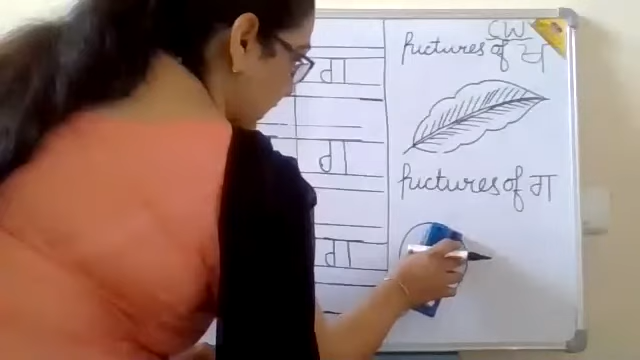 CW
pictures of ਪ
ਗ
ਗ
pictures of ਗ
ਗ